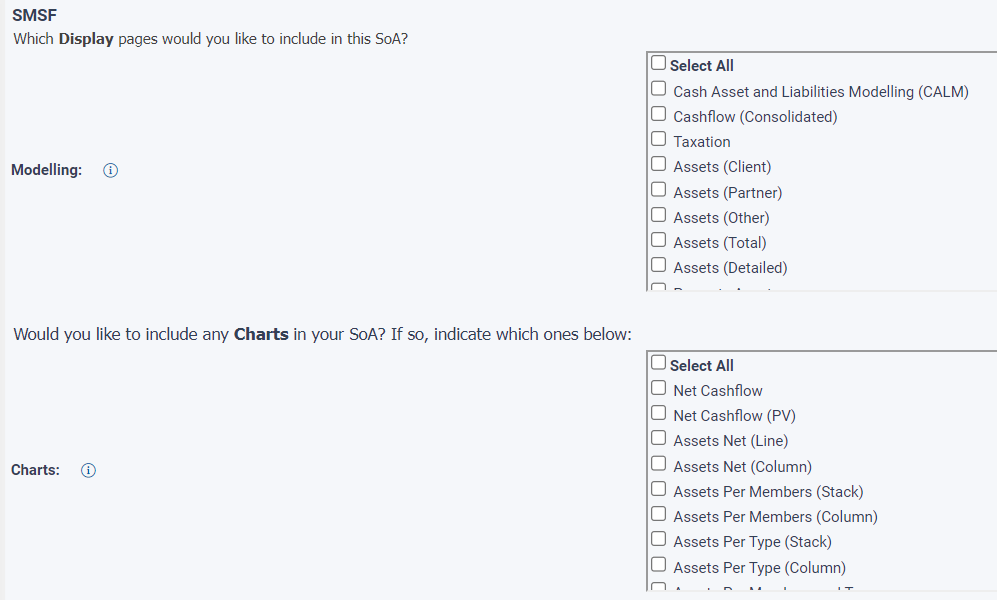 SMSF
Which Display pages would you like to include in this SoA?
Modelling:
Select All
Cash Asset and Liabilities Modelling (CALM)
Cashflow (Consolidated)
Taxation
Assets (Client)
Assets (Partner)
Assets (Other)
Assets (Total)
Assets (Detailed)
Would you like to include any Charts in your SoA? If so, indicate which ones below:
Charts:
Select All
Net Cashflow
Net Cashflow (PV)
Assets Net (Line)
Assets Net (Column)
Assets Per Members (Stack)
Assets Per Members (Column)
Assets Per Type (Stack)
Assets Per Type (Column)